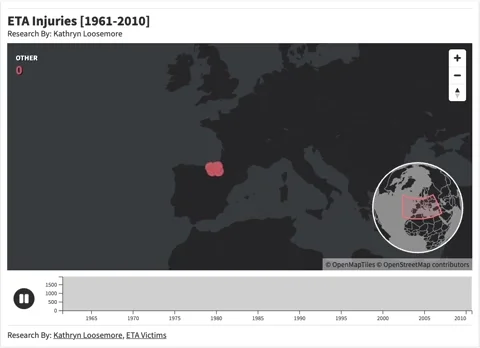 ETA Injuries [1961-2010]
Research By: Kathryn Loosemore
OTHER
0
+
−
© OpenMapTiles © OpenStreetMap contributors
1500
1000
500
0
1965 1970 1975 1980 1985 1990 1995 2000 2005 2010
Research By: Kathryn Loosemore, ETA Victims